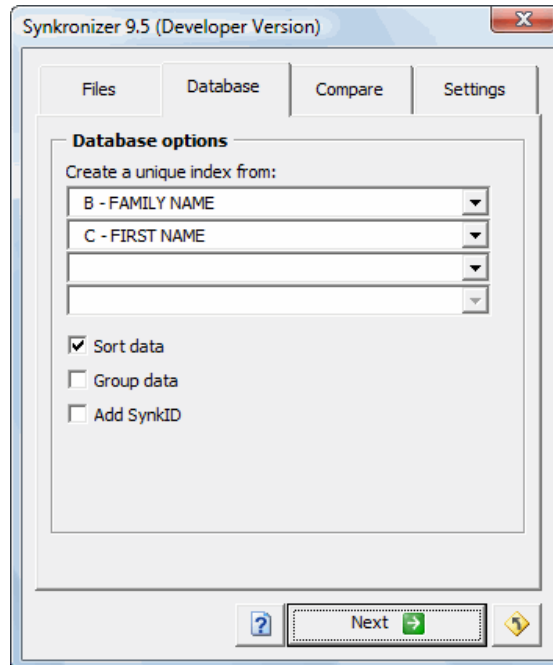 Synkronizer 9.5 (Developer Version)
Files Database Compare Settings
Database options
Create a unique index from:
B - FAMILY NAME
C - FIRST NAME
Sort data
Group data
Add SynkID
Next